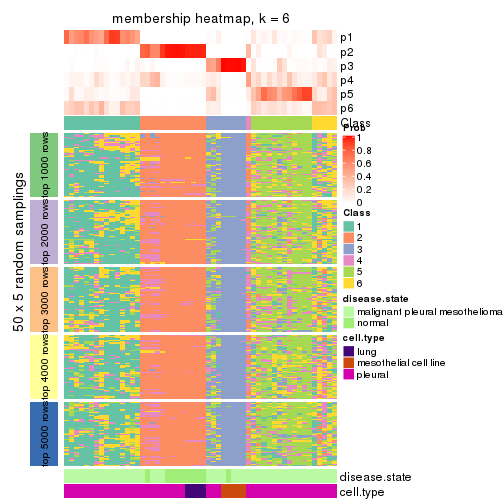 membership heatmap, k = 6
p1
p2
p3
p4
p5
p6
Class
Prob
1
0.8
0.6
0.4
0.2
0
Class
1
2
3
4
5
6
disease.state
malignant pleural mesothelioma
normal
cell.type
lung
mesothelial cell line
pleural
50 x 5 random samplings
top 1000 rows
top 2000 rows
top 3000 rows
top 4000 rows
top 5000 rows
disease.state
cell.type